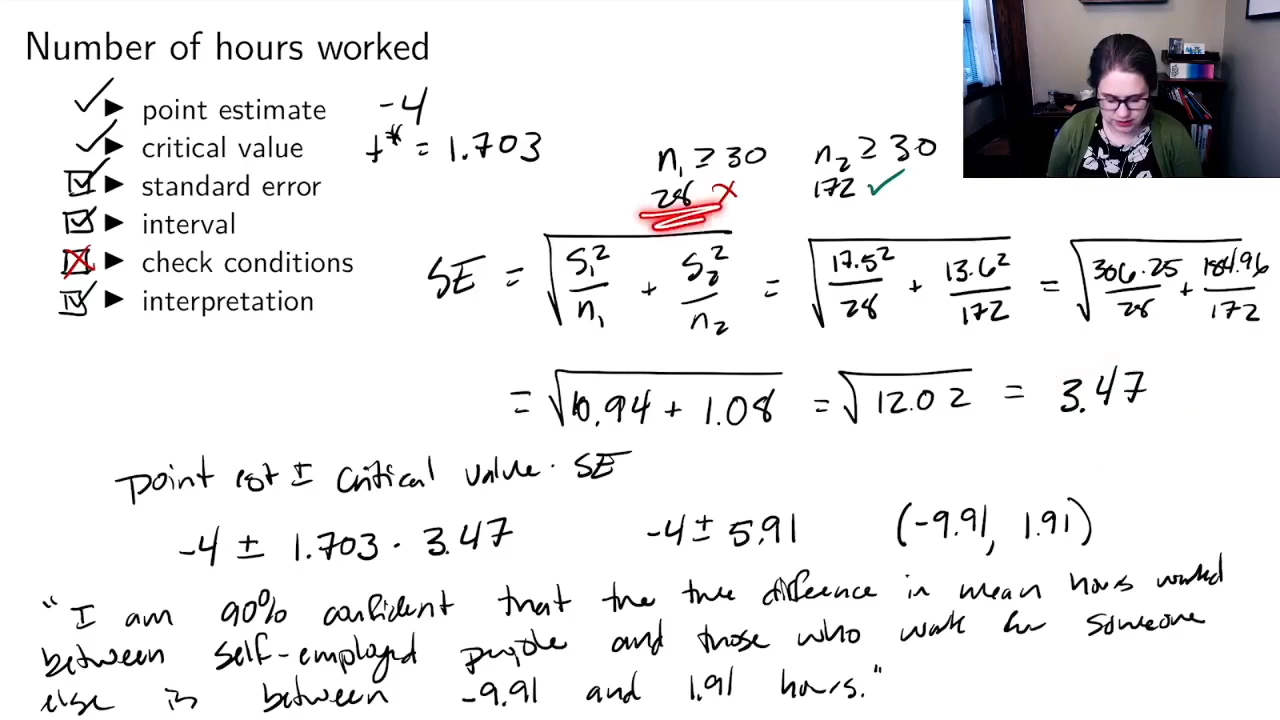 Number of hours worked
▶ point estimate -4
▶ critical value t* = 1.703
▶ standard error
▶ interval
▶ check conditions
▶ interpretation
n₁ ≥ 30 n₂ ≥ 30
28 172
SE = √(S₁²/n₁ + S₂²/n₂) = √(17.5²/28 + 13.6²/172) = √(306.25/28 + 184.96/172)
= √(10.94 + 1.08) = √12.02 = 3.47
point est ± critical value · SE
-4 ± 1.703 · 3.47 -4 ± 5.91 (-9.91, 1.91)
"I am 90% confident that the true difference in mean hours worked
between self-employed people and those who work for someone
else is between -9.91 and 1.91 hours."